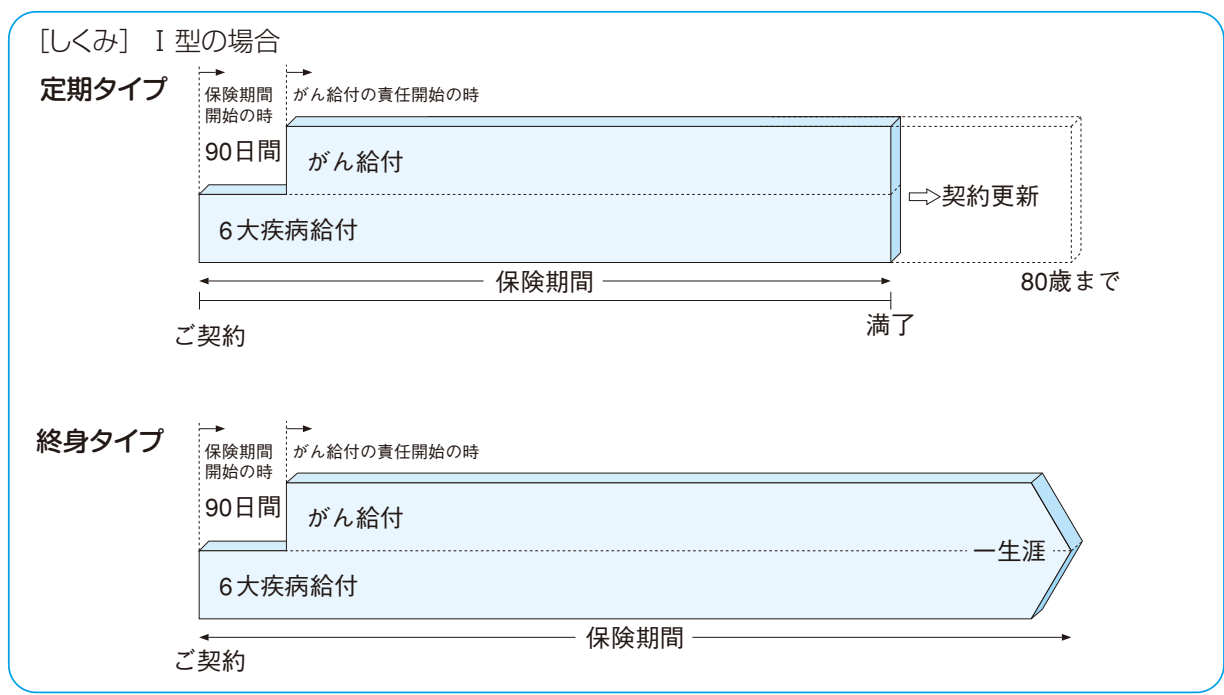 ［しくみ］ Ⅰ型の場合
定期タイプ
保険期間
開始の時
がん給付の責任開始の時
90日間
がん給付
6大疾病給付
契約更新
保険期間
80歳まで
ご契約
満了
終身タイプ
保険期間
開始の時
がん給付の責任開始の時
90日間
がん給付
一生涯
6大疾病給付
保険期間
ご契約